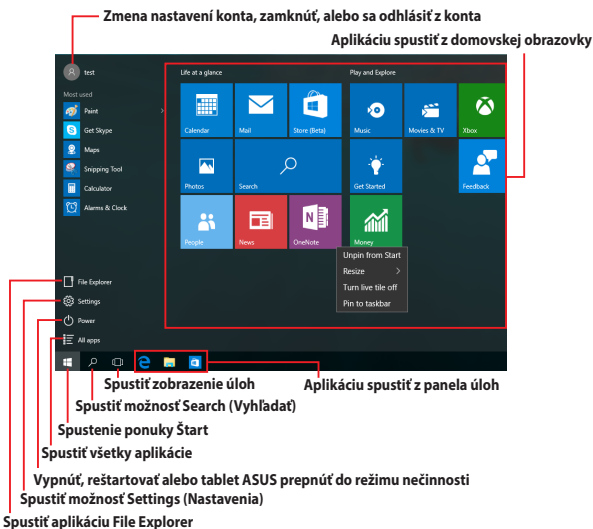 Zmena nastavení konta, zamknúť, alebo sa odhlásiť z konta
Aplikáciu spustiť z domovskej obrazovky
test
Life at a glance
Play and Explore
Most used
Paint
Get Skype
Maps
Snipping Tool
Calculator
Alarms & Clock
Calendar
Mail
Store (Beta)
Music
Movies & TV
Xbox
Photos
Search
Get Started
Feedback
People
News
OneNote
Money
Unpin from Start
Resize
Turn live tile off
Pin to taskbar
File Explorer
Settings
Power
All apps
Spustiť zobrazenie úloh
Aplikáciu spustiť z panela úloh
Spustiť možnosť Search (Vyhľadať)
Spustenie ponuky Štart
Spustiť všetky aplikácie
Vypnúť, reštartovať alebo tablet ASUS prepnúť do režimu nečinnosti
Spustiť možnosť Settings (Nastavenia)
Spustiť aplikáciu File Explorer